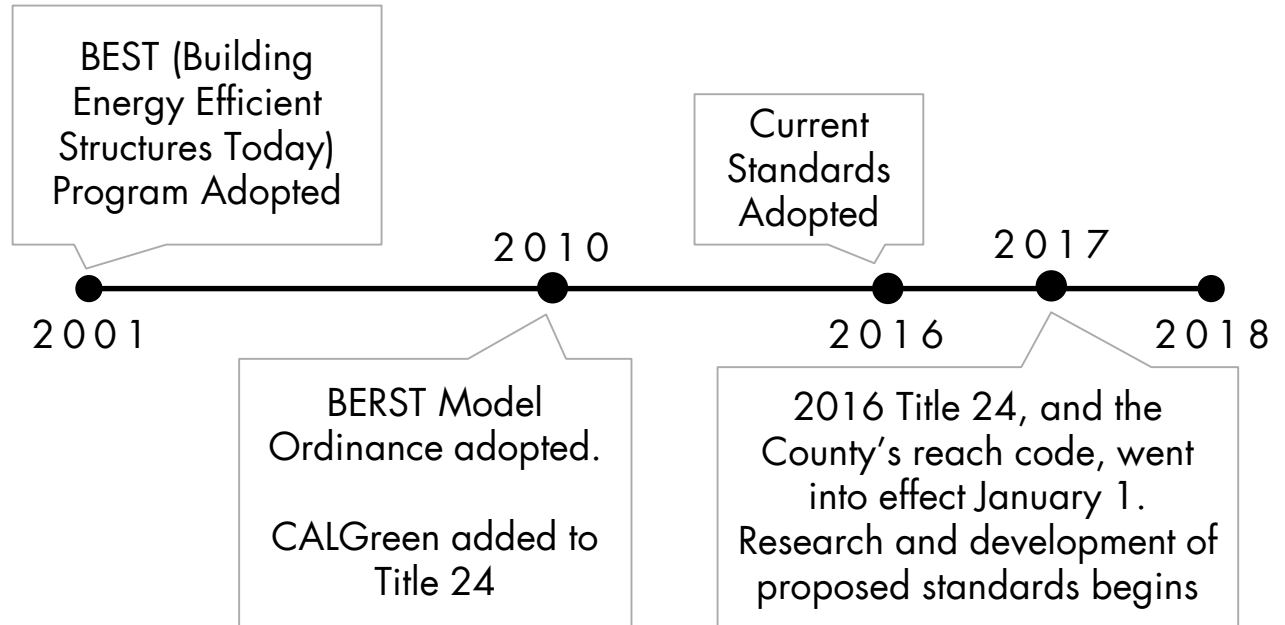 BEST (Building
Energy Efficient
Structures Today)
Program Adopted
Current
Standards
Adopted
2010
2017
2001
2016
2018
BERST Model
Ordinance adopted.
CALGreen added to
Title 24
2016 Title 24, and the
County’s reach code, went
into effect January 1.
Research and development of
proposed standards begins